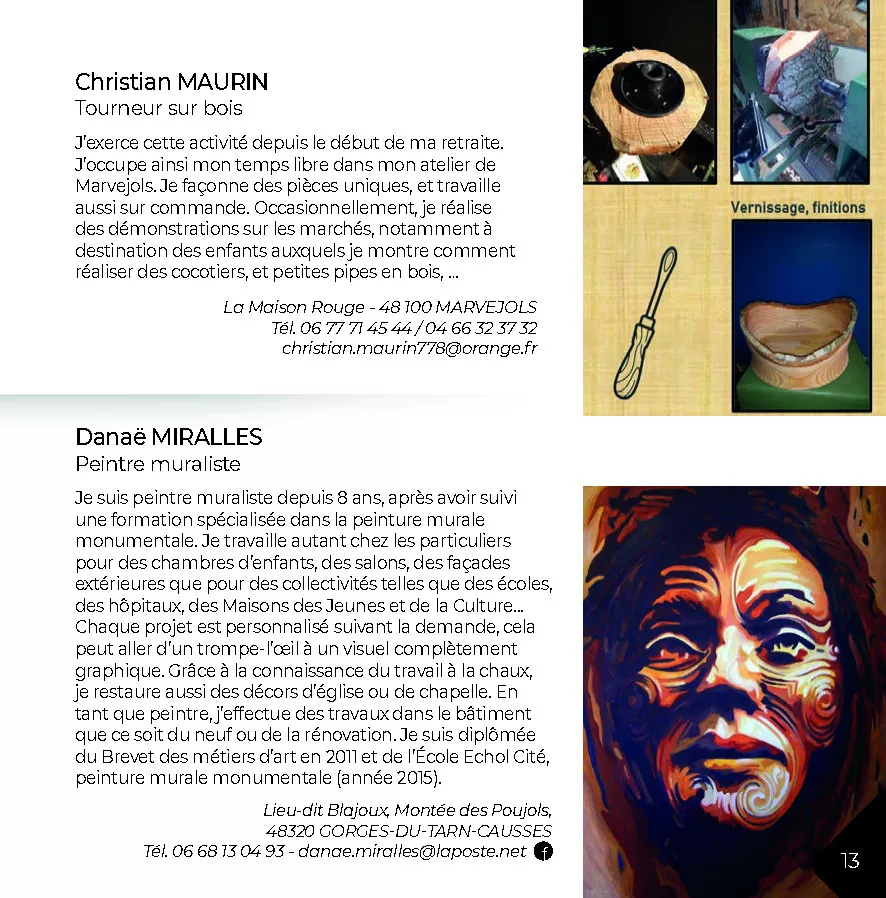 Christian MAURIN
Tourneur sur bois
J'exerce cette activité depuis le début de ma retraite.
J'occupe ainsi mon temps libre dans mon atelier de
Marvejols. Je façonne des pièces uniques, et travaille
aussi sur commande. Occasionnellement, je réalise
des démonstrations sur les marchés, notamment à
destination des enfants auxquels je montre comment
réaliser des cocotiers, et petites pipes en bois, ...
La Maison Rouge - 48 100 MARVEJOLS
Tél. 06 77 71 45 44 / 04 66 32 37 32
christian.maurin778@orange.fr
Vernissage, finitions
Danaë MIRALLES
Peintre muraliste
Je suis peintre muraliste depuis 8 ans, après avoir suivi
une formation spécialisée dans la peinture murale
monumentale. Je travaille autant chez les particuliers
pour des chambres d'enfants, des salons, des façades
extérieures que pour des collectivités telles que des écoles,
des hôpitaux, des Maisons des Jeunes et de la Culture...
Chaque projet est personnalisé suivant la demande, cela
peut aller d'un trompe-l'œil à un visuel complètement
graphique. Grâce à la connaissance du travail à la chaux,
je restaure aussi des décors d'église ou de chapelle. En
tant que peintre, j'effectue des travaux dans le bâtiment
que ce soit du neuf ou de la rénovation. Je suis diplômée
du Brevet des métiers d'art en 2011 et de l'École Echol Cité,
peinture murale monumentale (année 2015).
Lieu-dit Blajoux, Montée des Poujols,
48320 GORGES-DU-TARN-CAUSSES
Tél. 06 68 13 04 93 - danae.miralles@laposte.net f
13